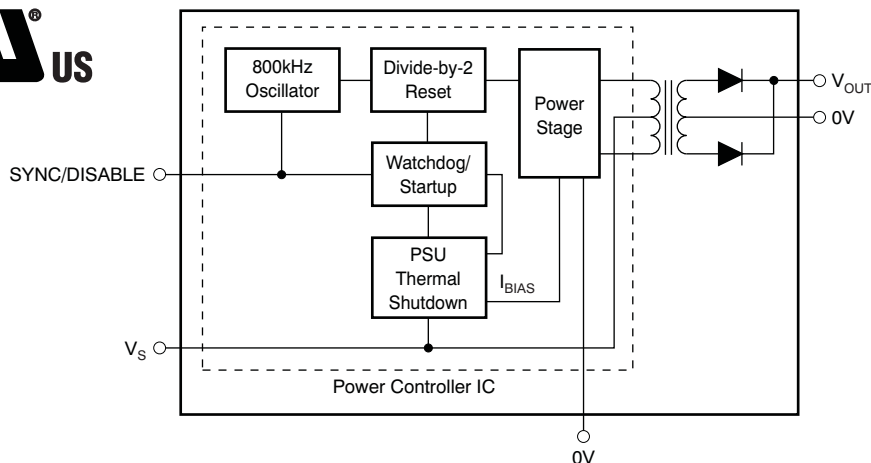 ®
US
800kHz
Oscillator
Divide-by-2
Reset
Power
Stage
V_OUT
0V
SYNC/DISABLE
Watchdog/
Startup
PSU
Thermal
Shutdown
I_BIAS
V_S
Power Controller IC
0V